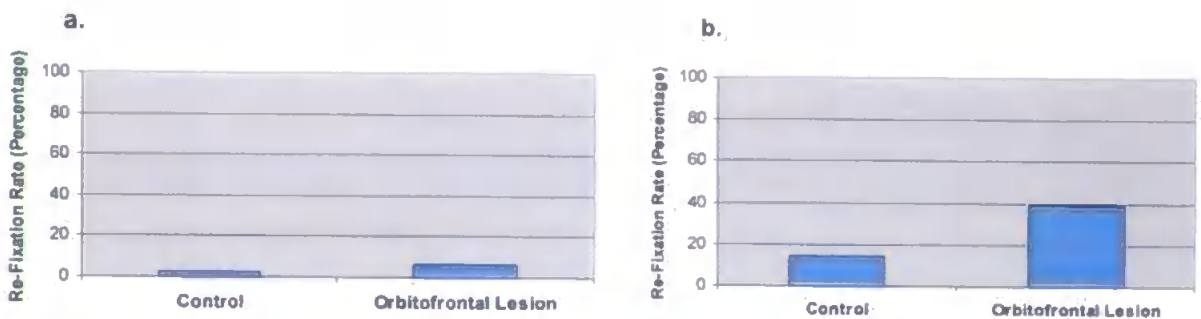 a.
Re-Fixation Rate (Percentage)
100
80
60
40
20
0
Control
Orbitofrontal Lesion
b.
Re-Fixation Rate (Percentage)
100
80
60
40
20
0
Control
Orbitofrontal Lesion